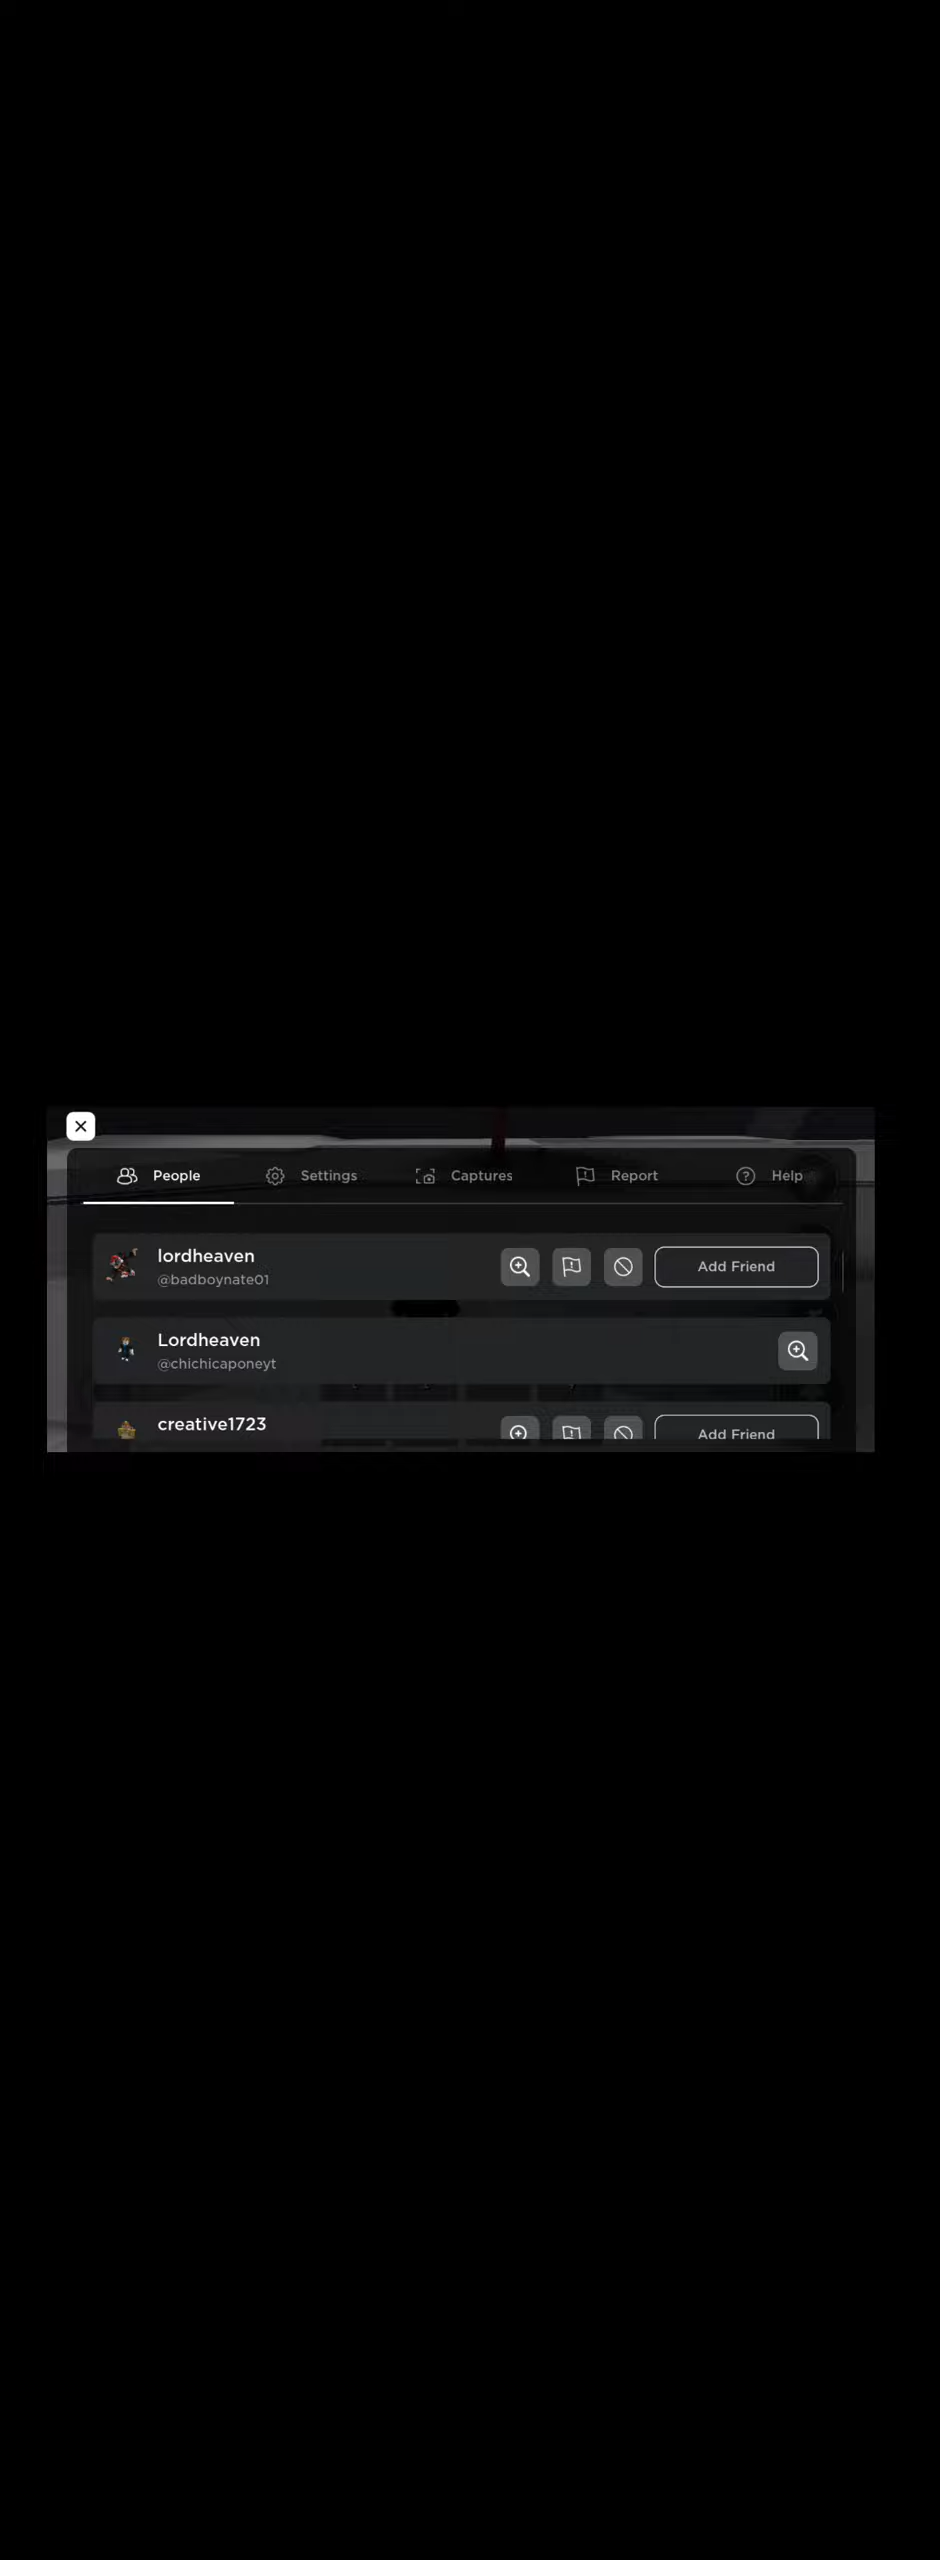 People
Settings
Captures
Report
Help
lordheaven
@badboynate01
Add Friend
Lordheaven
@chichicaponeyt
creative1723
Add Friend